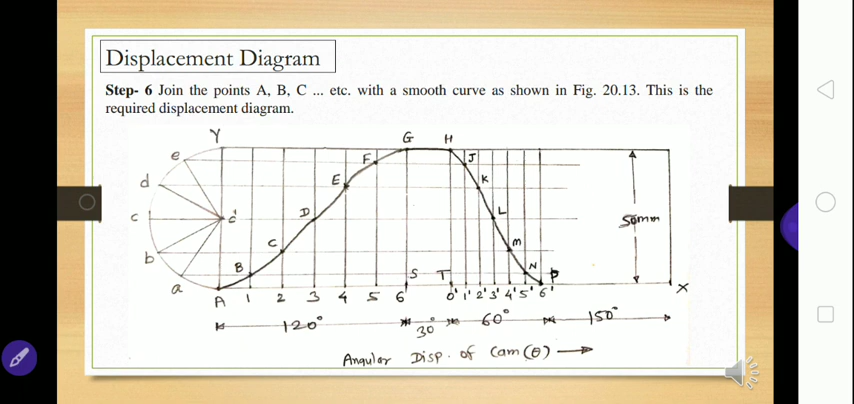 Displacement Diagram
Step- 6 Join the points A, B, C ... etc. with a smooth curve as shown in Fig. 20.13. This is the
required displacement diagram.
Y G H
e F J
d E K
c c' D L 50mm
b C m
a B S T N P
A 1 2 3 4 5 6 0' 1' 2' 3' 4' 5' 6' X
120° 30° 60° 150°
Angular Disp. of Cam (θ)